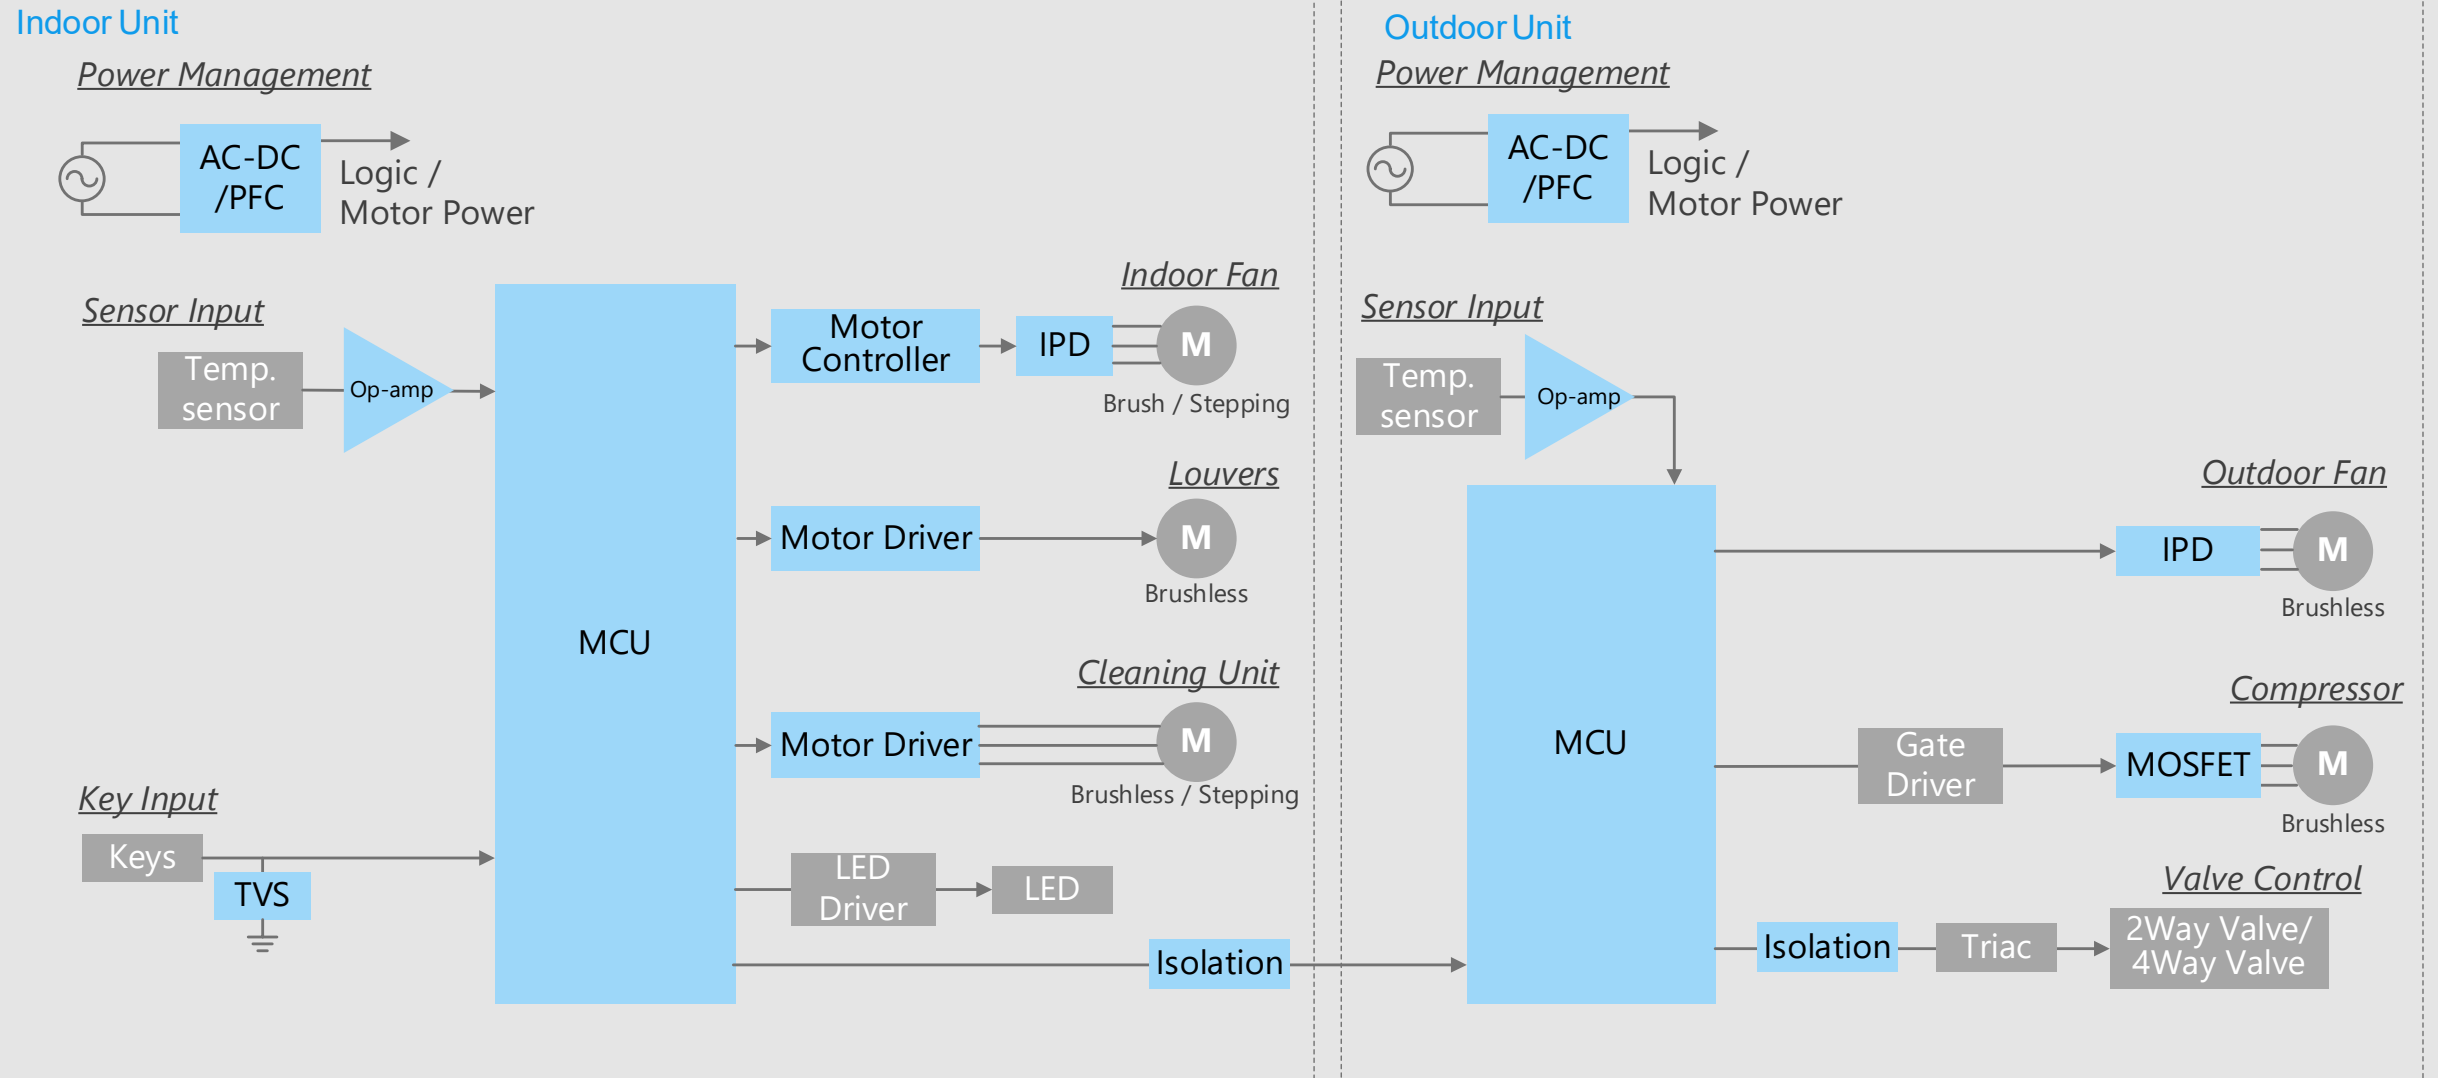 Indoor Unit
Power Management
AC-DC
/PFC
Logic /
Motor Power
Sensor Input
Temp.
sensor
Op-amp
Key Input
Keys
TVS
MCU
Indoor Fan
Motor
Controller
IPD
M
Brush / Stepping
Louvers
Motor Driver
M
Brushless
Cleaning Unit
Motor Driver
M
Brushless / Stepping
LED
Driver
LED
Isolation
Outdoor Unit
Power Management
AC-DC
/PFC
Logic /
Motor Power
Sensor Input
Temp.
sensor
Op-amp
MCU
Outdoor Fan
IPD
M
Brushless
Compressor
Gate
Driver
MOSFET
M
Brushless
Valve Control
Isolation
Triac
2Way Valve/
4Way Valve